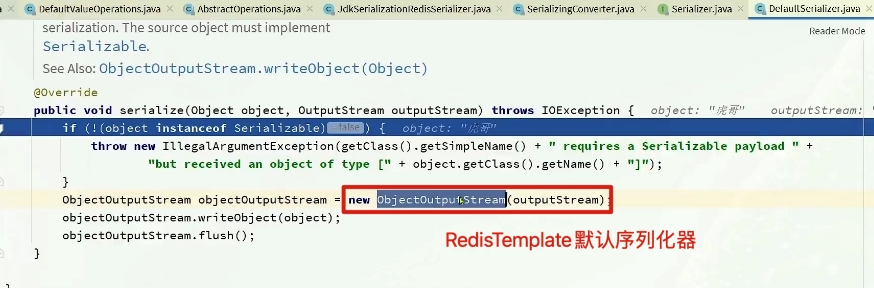 DefaultValueOperations.java × AbstractOperations.java × JdkSerializationRedisSerializer.java × SerializingConverter.java × Serializer.java × DefaultSerializer.java ×
Reader Mode
serialization. The source object must implement
Serializable.
See Also: ObjectOutputStream.writeObject(Object)
@Override
public void serialize(Object object, OutputStream outputStream) throws IOException { object: "虎哥" outputStream: "
if (!(object instanceof Serializable) = false ) { object: "虎哥"
throw new IllegalArgumentException(getClass().getSimpleName() + " requires a Serializable payload " +
"but received an object of type [" + object.getClass().getName() + "]");
}
ObjectOutputStream objectOutputStream = new ObjectOutputStream(outputStream);
objectOutputStream.writeObject(object);
objectOutputStream.flush();
RedisTemplate默认序列化器
}
}